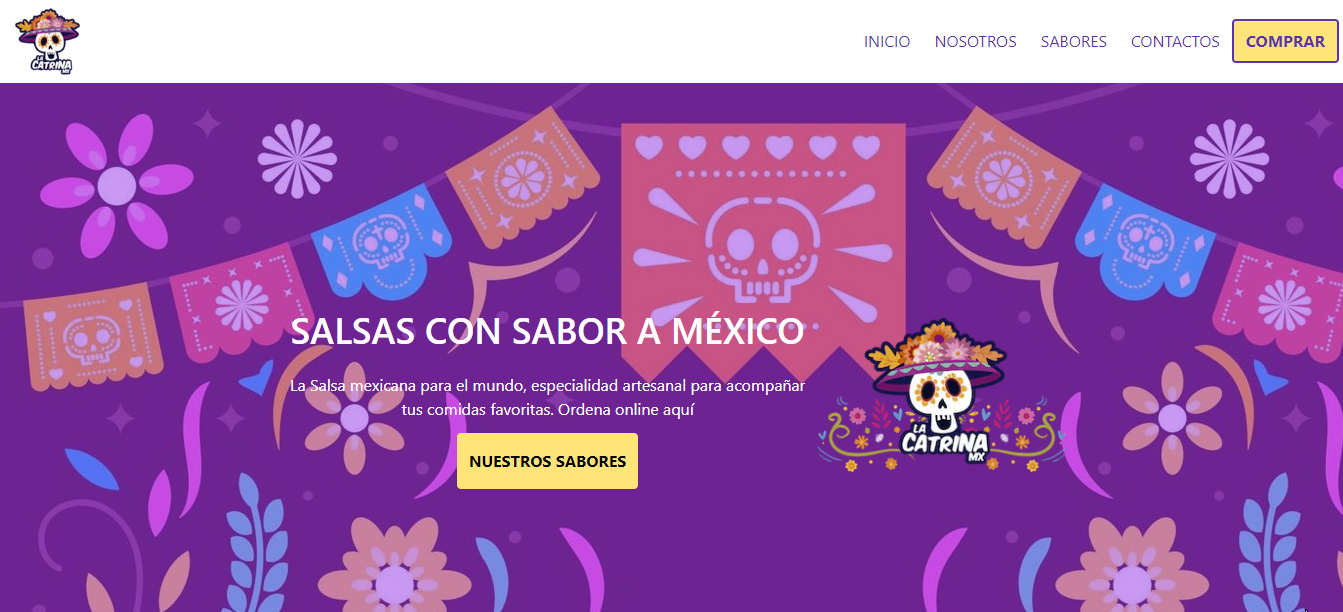 LA
CATRINA
MX
INICIO NOSOTROS SABORES CONTACTOS COMPRAR
SALSAS CON SABOR A MÉXICO
La Salsa mexicana para el mundo, especialidad artesanal para acompañar
tus comidas favoritas. Ordena online aquí
NUESTROS SABORES
LA
CATRINA
MX